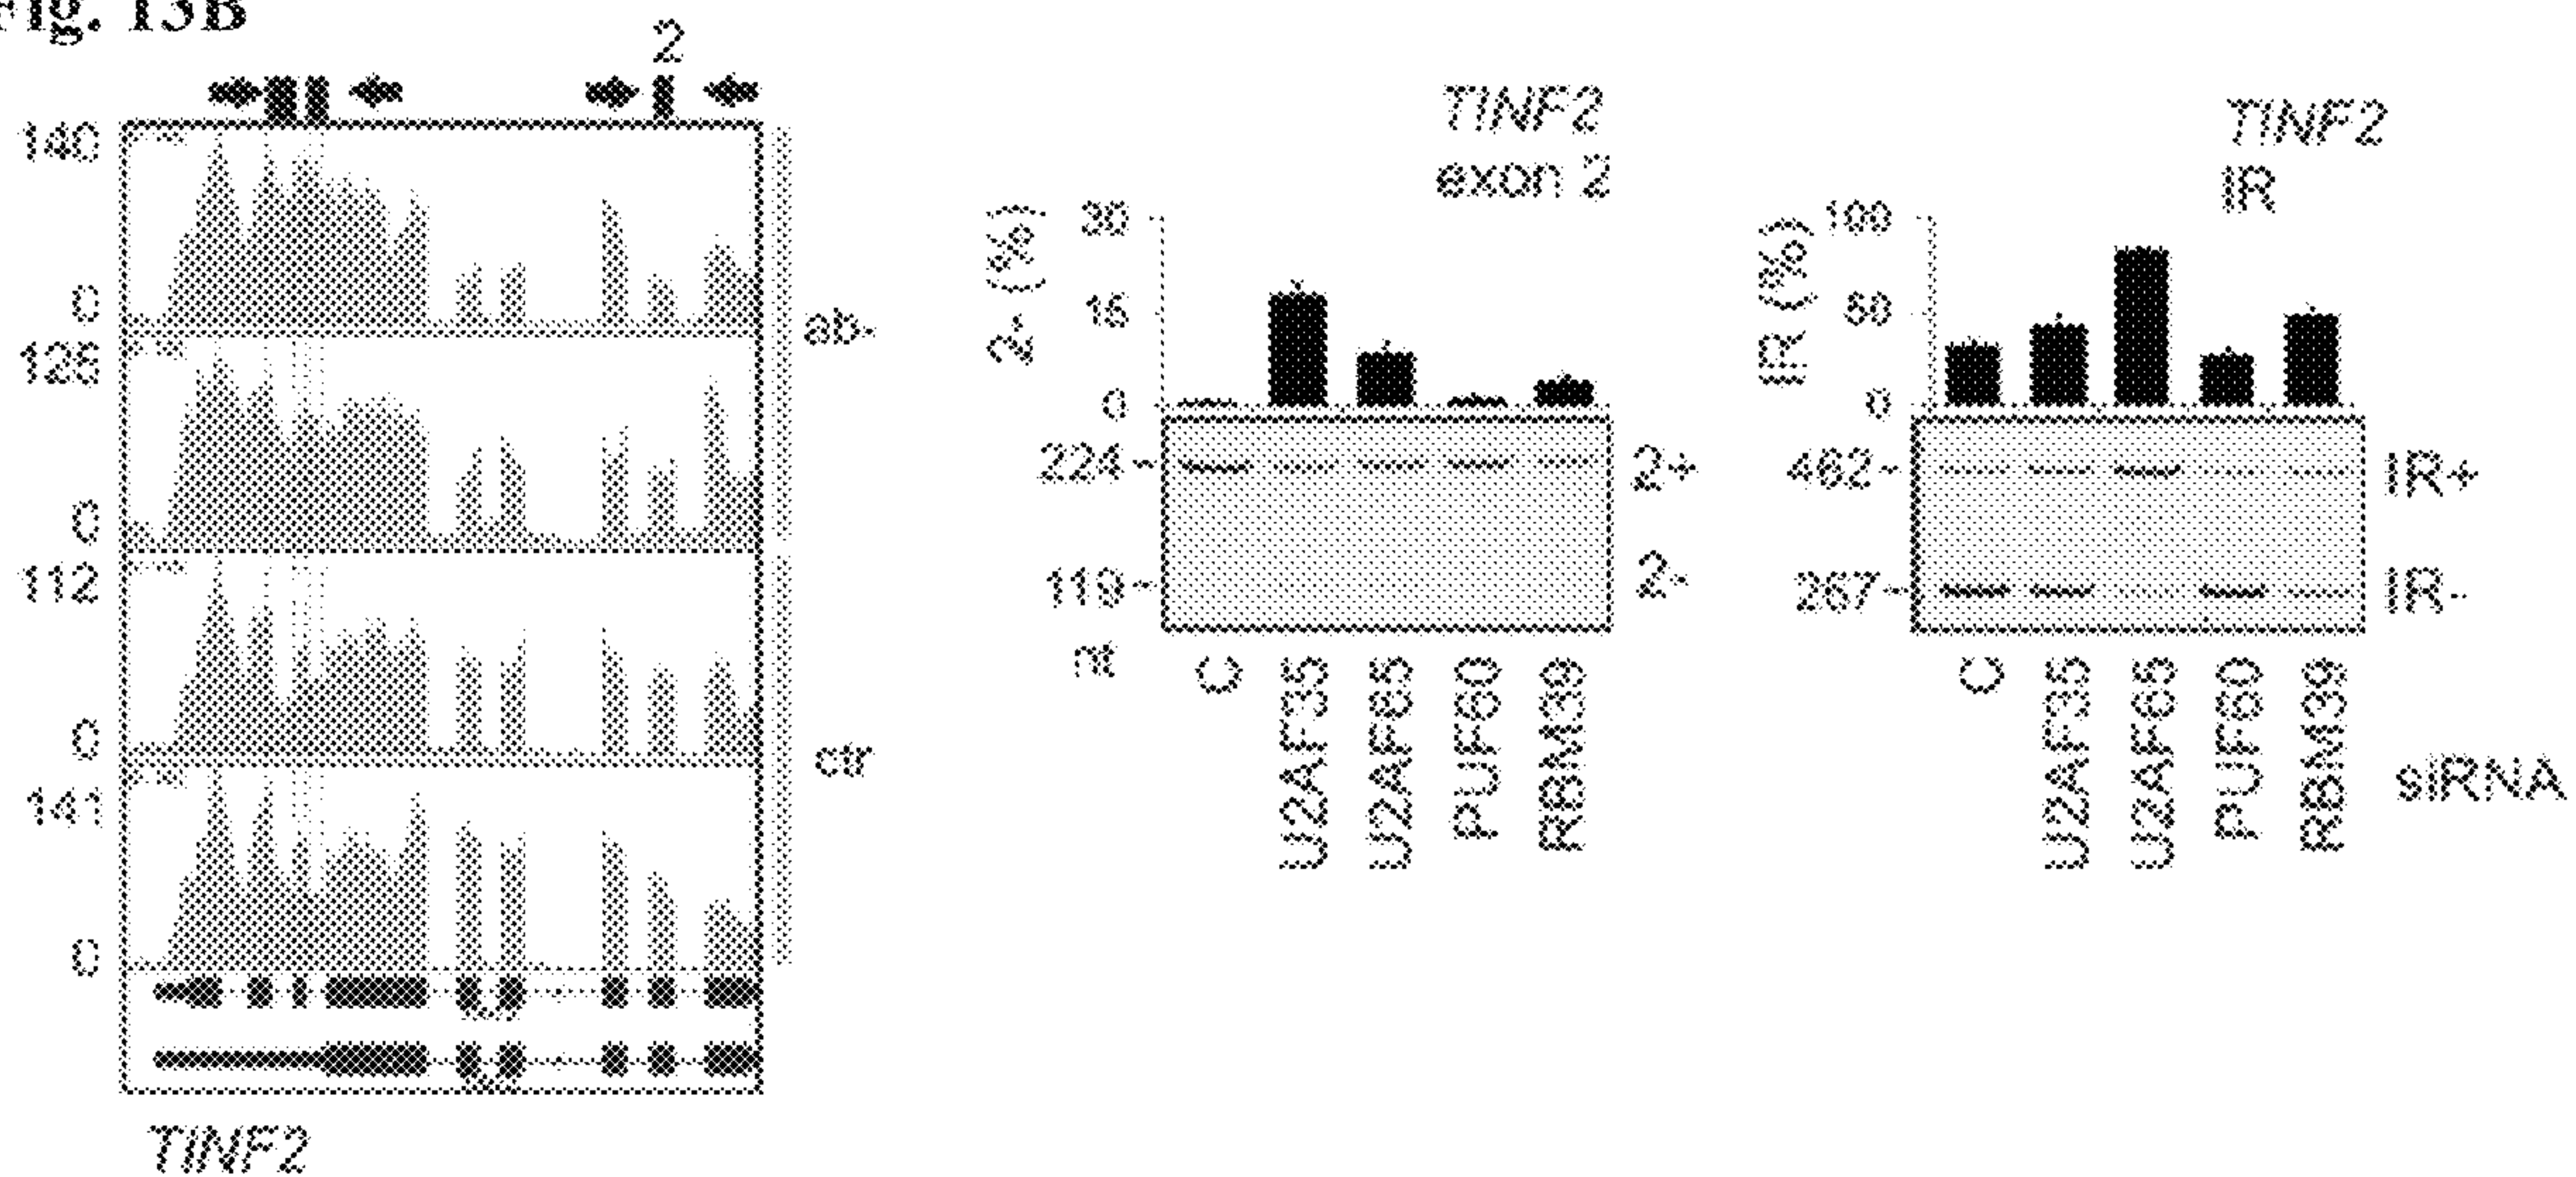 Fig. 13B
2
140
0
126
0
112
0
141
0
ab-
ctr
TINF2
TINF2
exon 2
2- (%)
30
15
0
224
119
nt
2+
2-
C
U2AF35
U2AF65
PUF60
RBM39
TINF2
IR
IR (%)
100
50
0
462
267
IR+
IR-
C
U2AF35
U2AF65
PUF60
RBM39
siRNA